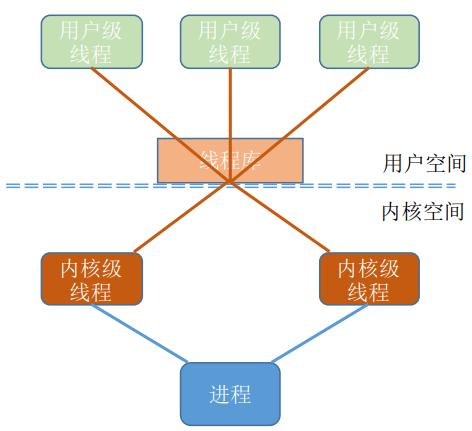 用户级
线程
用户级
线程
用户级
线程
线程库
用户空间
内核空间
内核级
线程
内核级
线程
进程